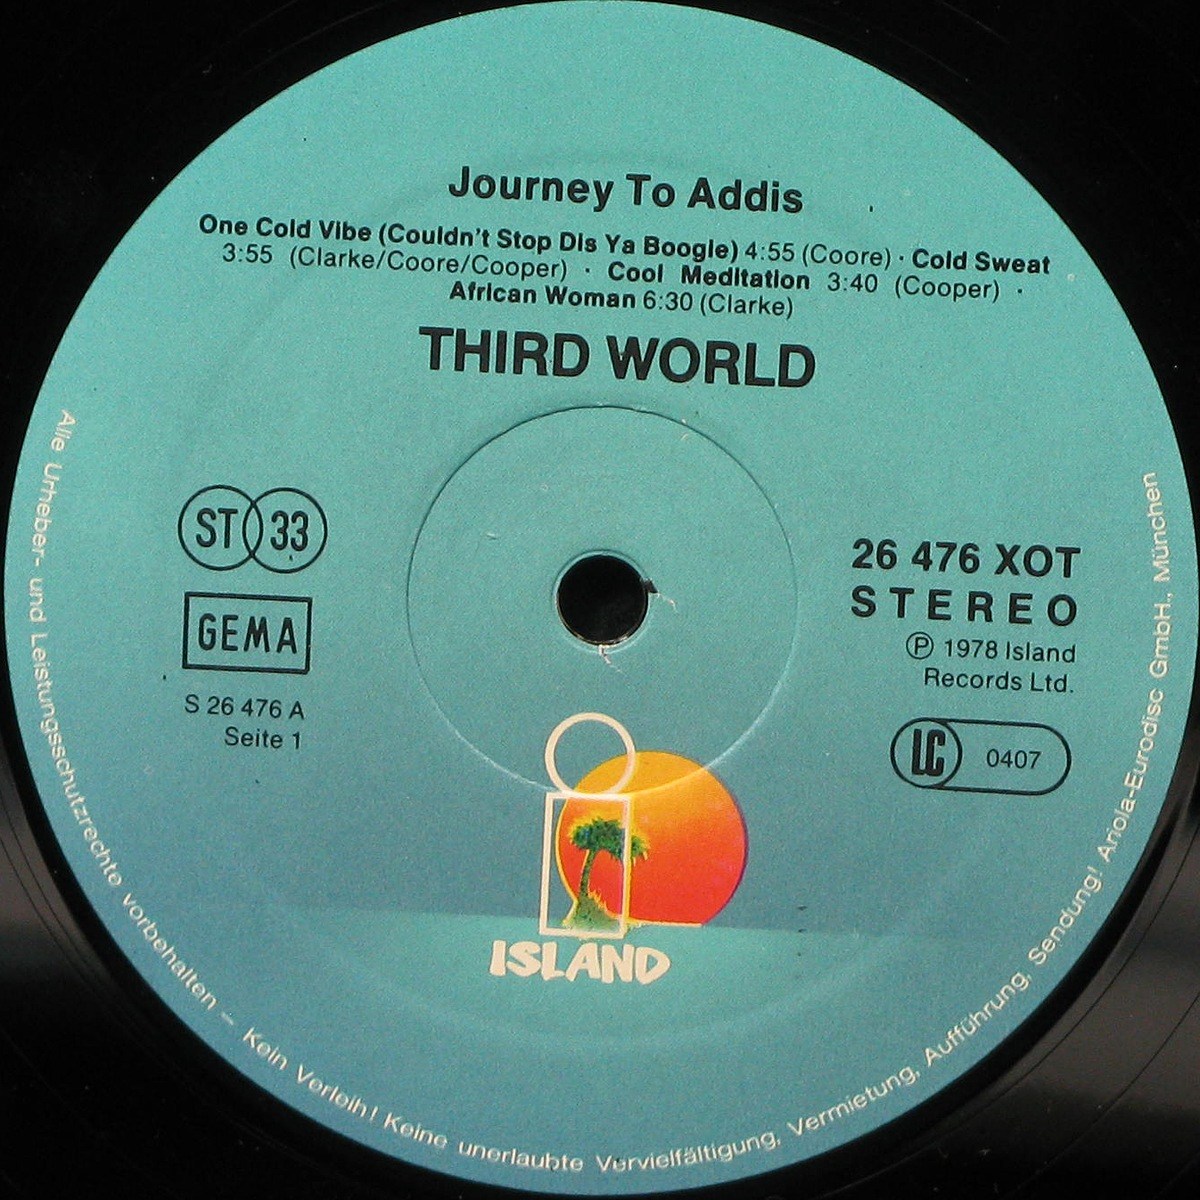 Journey To Addis
One Cold Vibe (Couldn't Stop Dis Ya Boogie) 4:55 (Coore) · Cold Sweat
3:55 (Clarke/Coore/Cooper) · Cool Meditation 3:40 (Cooper) ·
African Woman 6:30 (Clarke)
THIRD WORLD
ST 33
GEMA
S 26 476 A
Seite 1
26 476 XOT
STEREO
Ⓟ 1978 Island
Records Ltd.
LC 0407
ISLAND
Alle Urheber- und Leistungsschutzrechte vorbehalten – Kein Verleih! Keine unerlaubte Vervielfältigung, Vermietung, Aufführung, Sendung! Ariola-Eurodisc GmbH., München